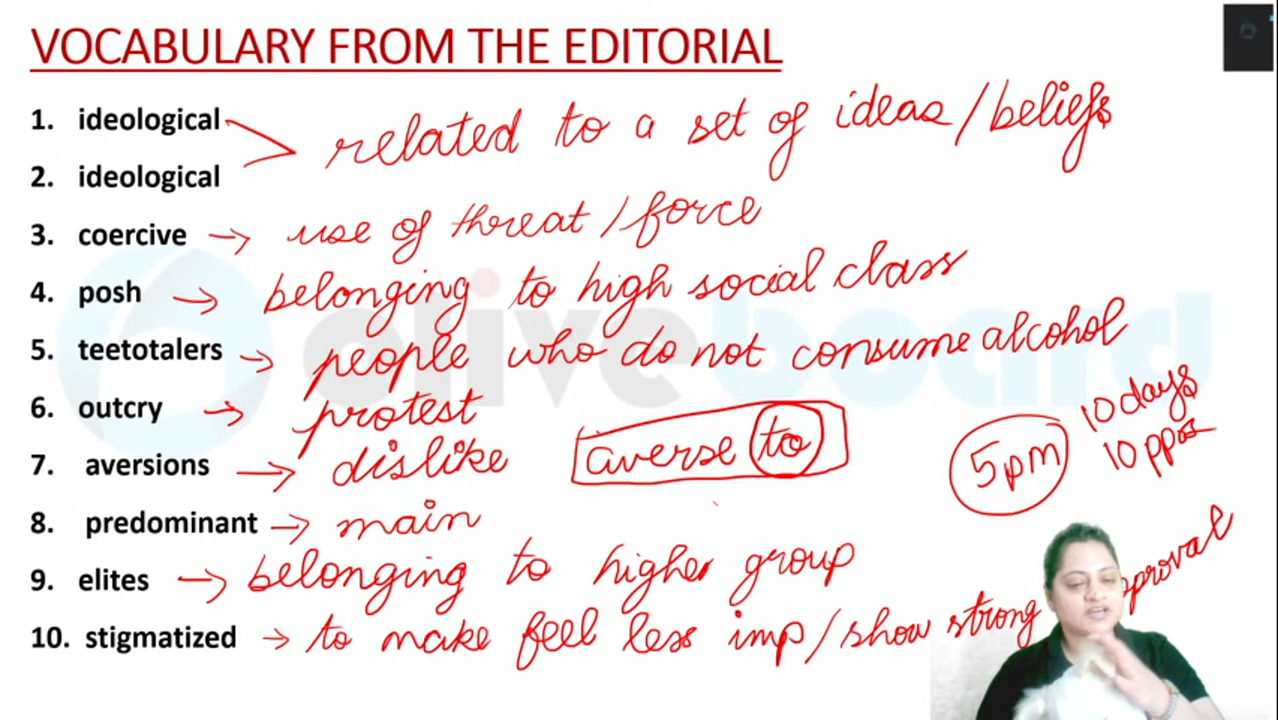 VOCABULARY FROM THE EDITORIAL
1. ideological
related to a set of ideas/beliefs
2. ideological
3. coercive → use of threat/force
4. posh → belonging to high social class
5. teetotalers → people who do not consume alcohol
6. outcry → protest
7. aversions → dislike
averse to
5pm
10 days
8. predominant → main
9. elites → belonging to higher group
10. stigmatized → to make feel less imp/show strong
oliveboard